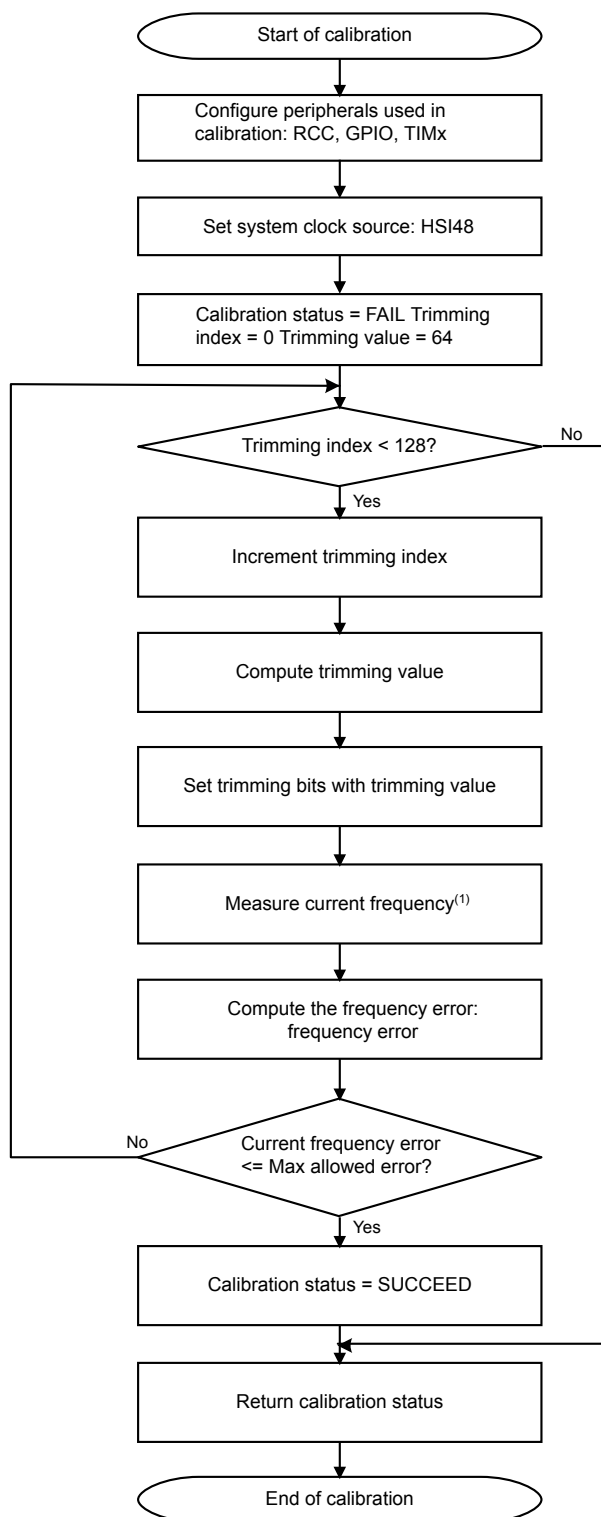 Start of calibration
Configure peripherals used in
calibration: RCC, GPIO, TIMx
Set system clock source: HSI48
Calibration status = FAIL Trimming
index = 0 Trimming value = 64
Trimming index < 128?
No
Yes
Increment trimming index
Compute trimming value
Set trimming bits with trimming value
Measure current frequency(1)
Compute the frequency error:
frequency error
No
Current frequency error
<= Max allowed error?
Yes
Calibration status = SUCCEED
Return calibration status
End of calibration